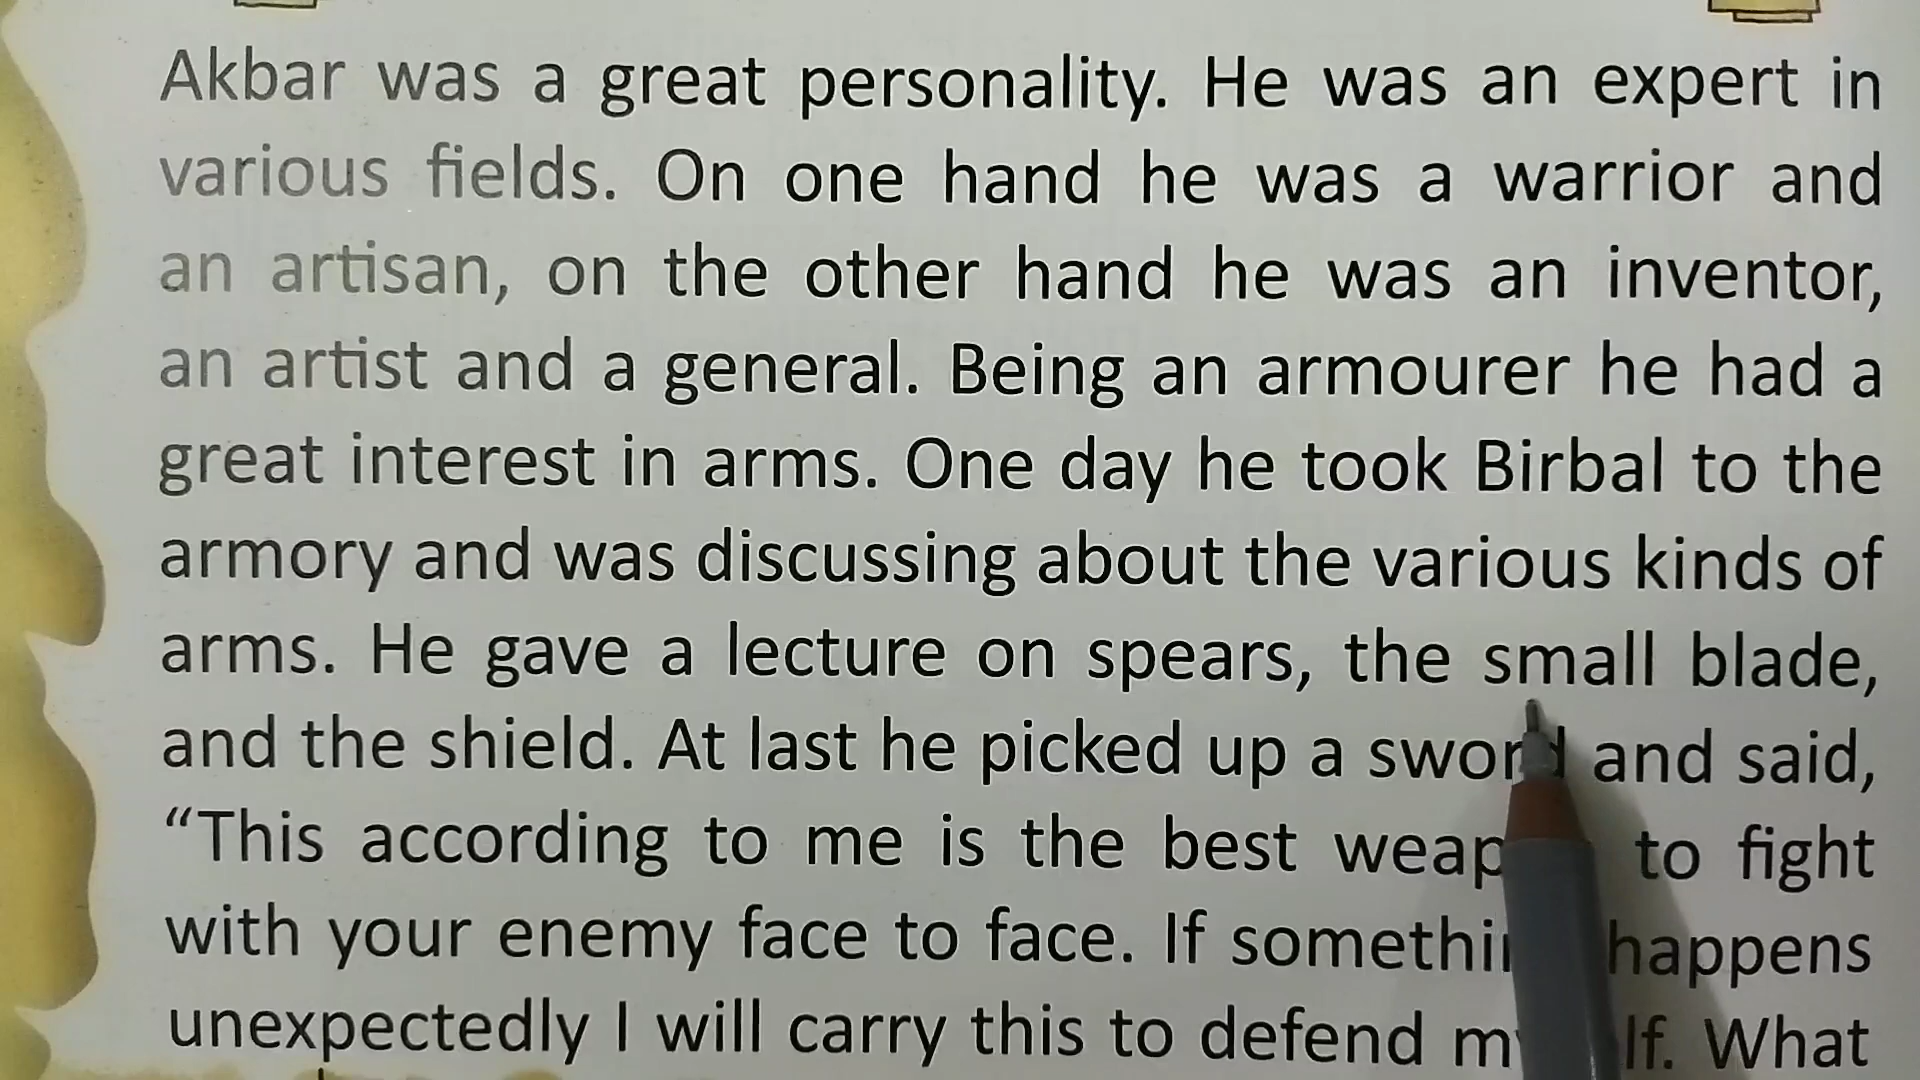 Akbar was a great personality. He was an expert in
various fields. On one hand he was a warrior and
an artisan, on the other hand he was an inventor,
an artist and a general. Being an armourer he had a
great interest in arms. One day he took Birbal to the
armory and was discussing about the various kinds of
arms. He gave a lecture on spears, the small blade,
and the shield. At last he picked up a sword and said,
“This according to me is the best to fight
with your enemy face to face. If happens
unexpectedly I will carry this to defend What